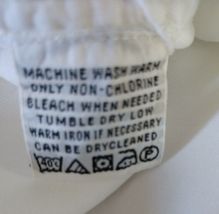 MACHINE WASH WARM
ONLY NON-CHLORINE
BLEACH WHEN NEEDED
TUMBLE DRY LOW
WARM IRON IF NECESSARY
CAN BE DRYCLEANED